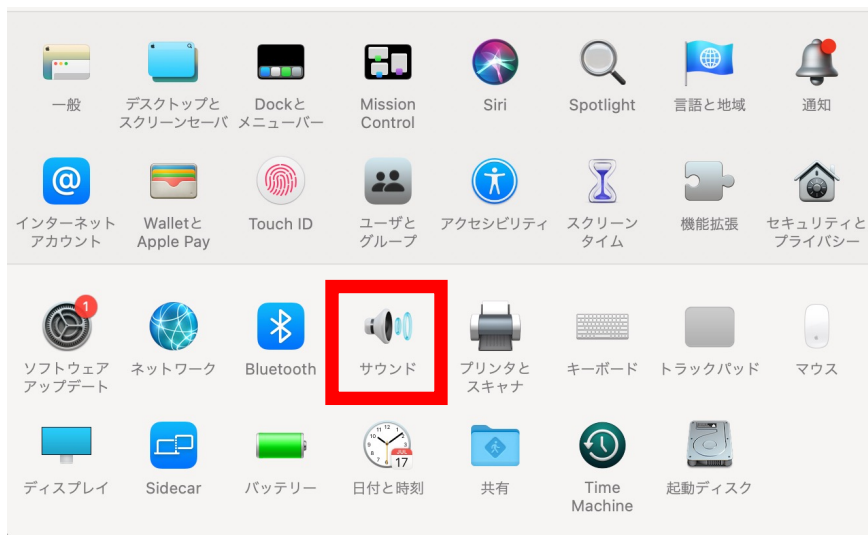 一般
デスクトップと
スクリーンセーバ
Dockと
メニューバー
Mission
Control
Siri
Spotlight
言語と地域
通知
@
インターネット
アカウント
Walletと
Apple Pay
Touch ID
ユーザと
グループ
アクセシビリティ
スクリーン
タイム
機能拡張
セキュリティと
プライバシー
1
ソフトウェア
アップデート
ネットワーク
Bluetooth
サウンド
プリンタと
スキャナ
キーボード
トラックパッド
マウス
ディスプレイ
Sidecar
バッテリー
JUL
17
日付と時刻
共有
Time
Machine
起動ディスク